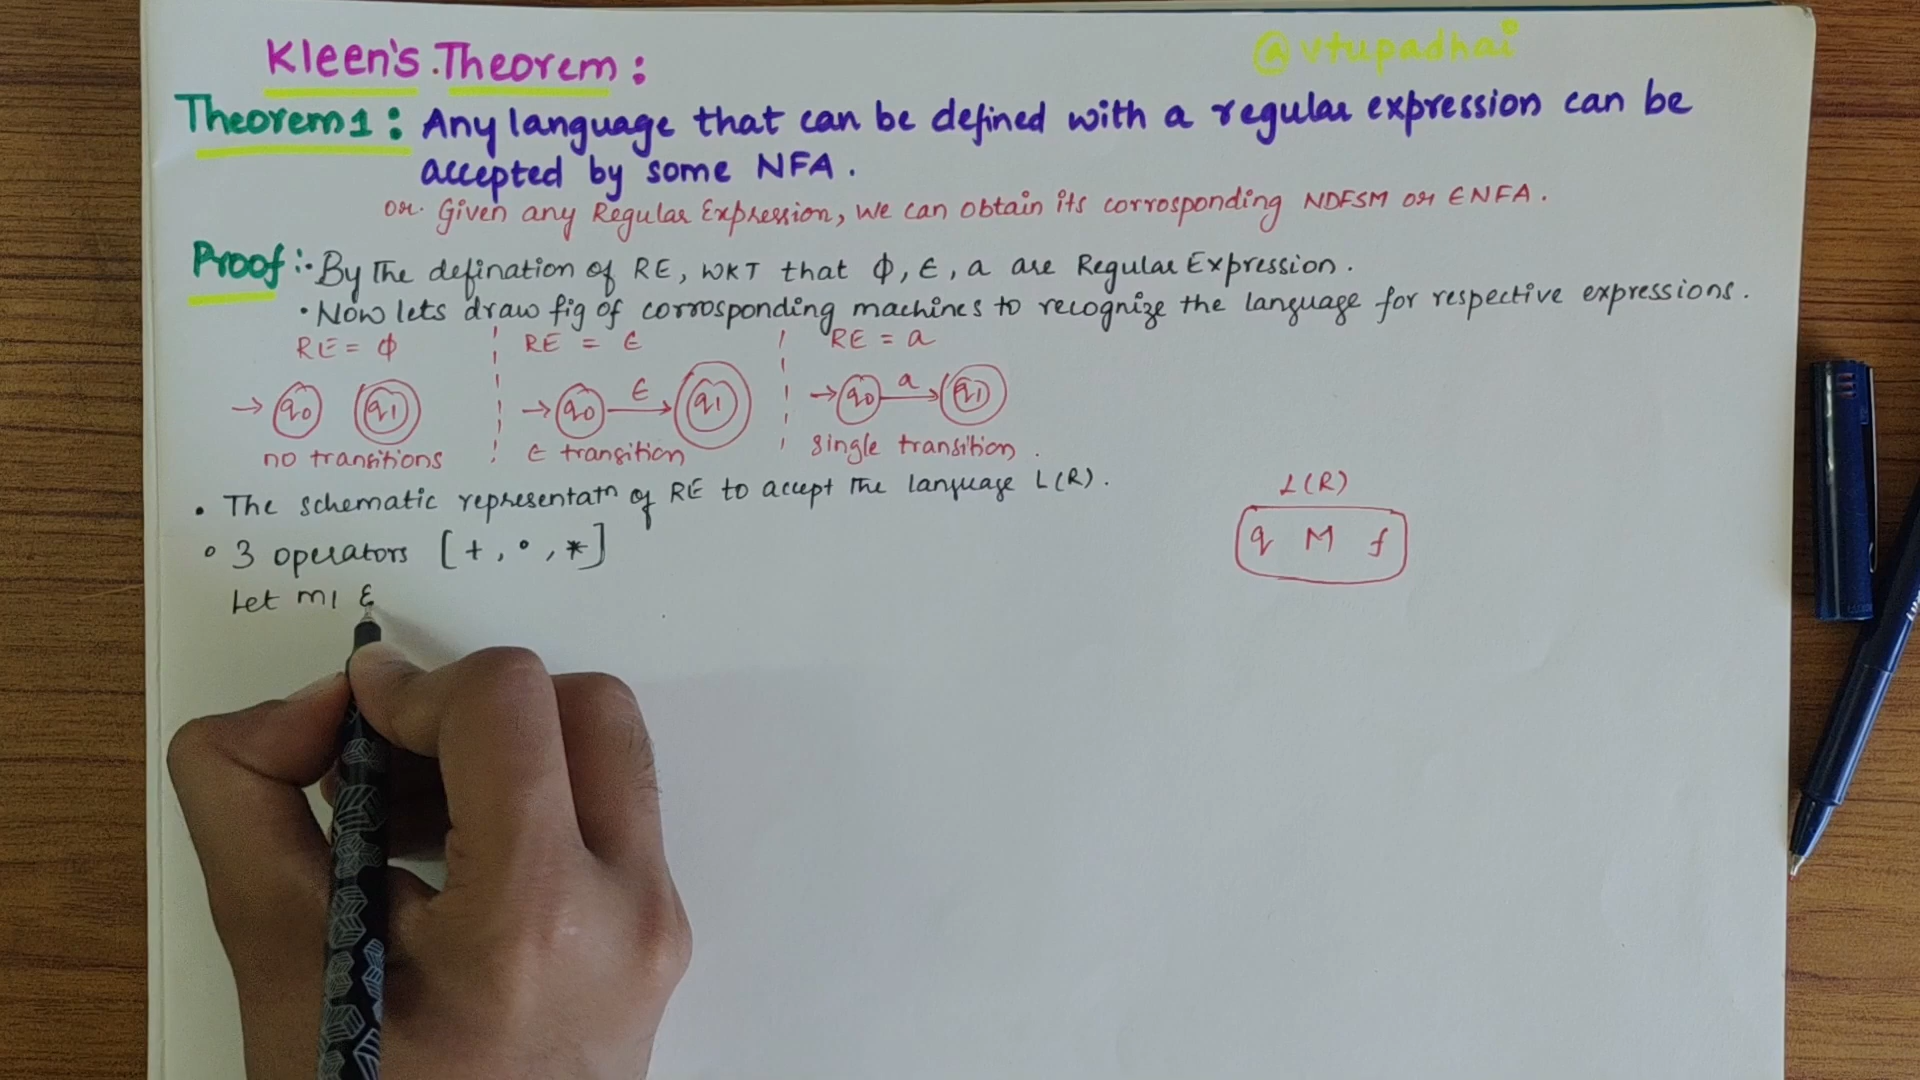 Kleen's Theorem:
@vtupadhai
Theorem1: Any language that can be defined with a regular expression can be
accepted by some NFA.
or. Given any Regular Expression, we can obtain its corrosponding NDFSM or ENFA.
Proof:• By The defination of RE, WKT that ϕ, ∈, a are Regular Expression.
• Now lets draw fig of corrosponding machines to recognize the language for respective expressions.
RE = ϕ RE = ∈ RE = a
→ q0 q1 → q0 ∈ → q1 → q0 a → q1
no transitions ∈ transition single transition.
• The schematic representatn of RE to accept the language L(R).
L(R)
q M f
• 3 operators [+, •, *]
Let m1 &